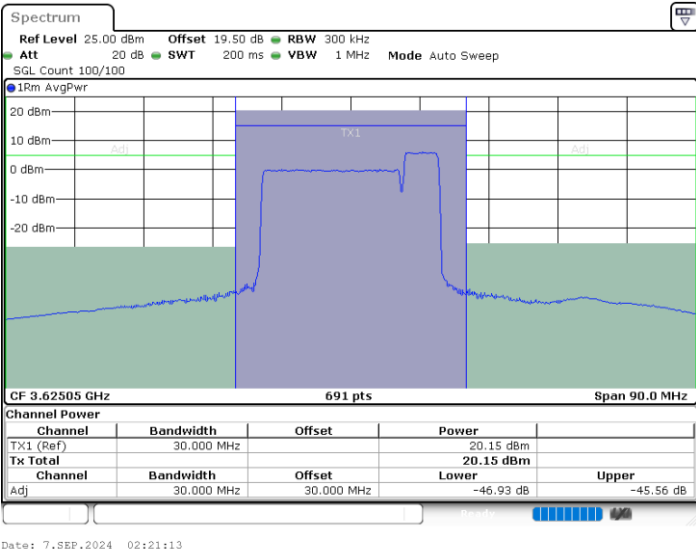 Spectrum
Ref Level 25.00 dBm Offset 19.50 dB RBW 300 kHz
Att 20 dB SWT 200 ms VBW 1 MHz Mode Auto Sweep
SGL Count 100/100
1Rm AvgPwr
20 dBm
TX1
10 dBm
Adj Adj
0 dBm
-10 dBm
-20 dBm
CF 3.62505 GHz 691 pts Span 90.0 MHz
Channel Power
Channel Bandwidth Offset Power
TX1 (Ref) 30.000 MHz 20.15 dBm
Tx Total 20.15 dBm
Channel Bandwidth Offset Lower Upper
Adj 30.000 MHz 30.000 MHz -46.93 dB -45.56 dB
Ready
Date: 7.SEP.2024 02:21:13